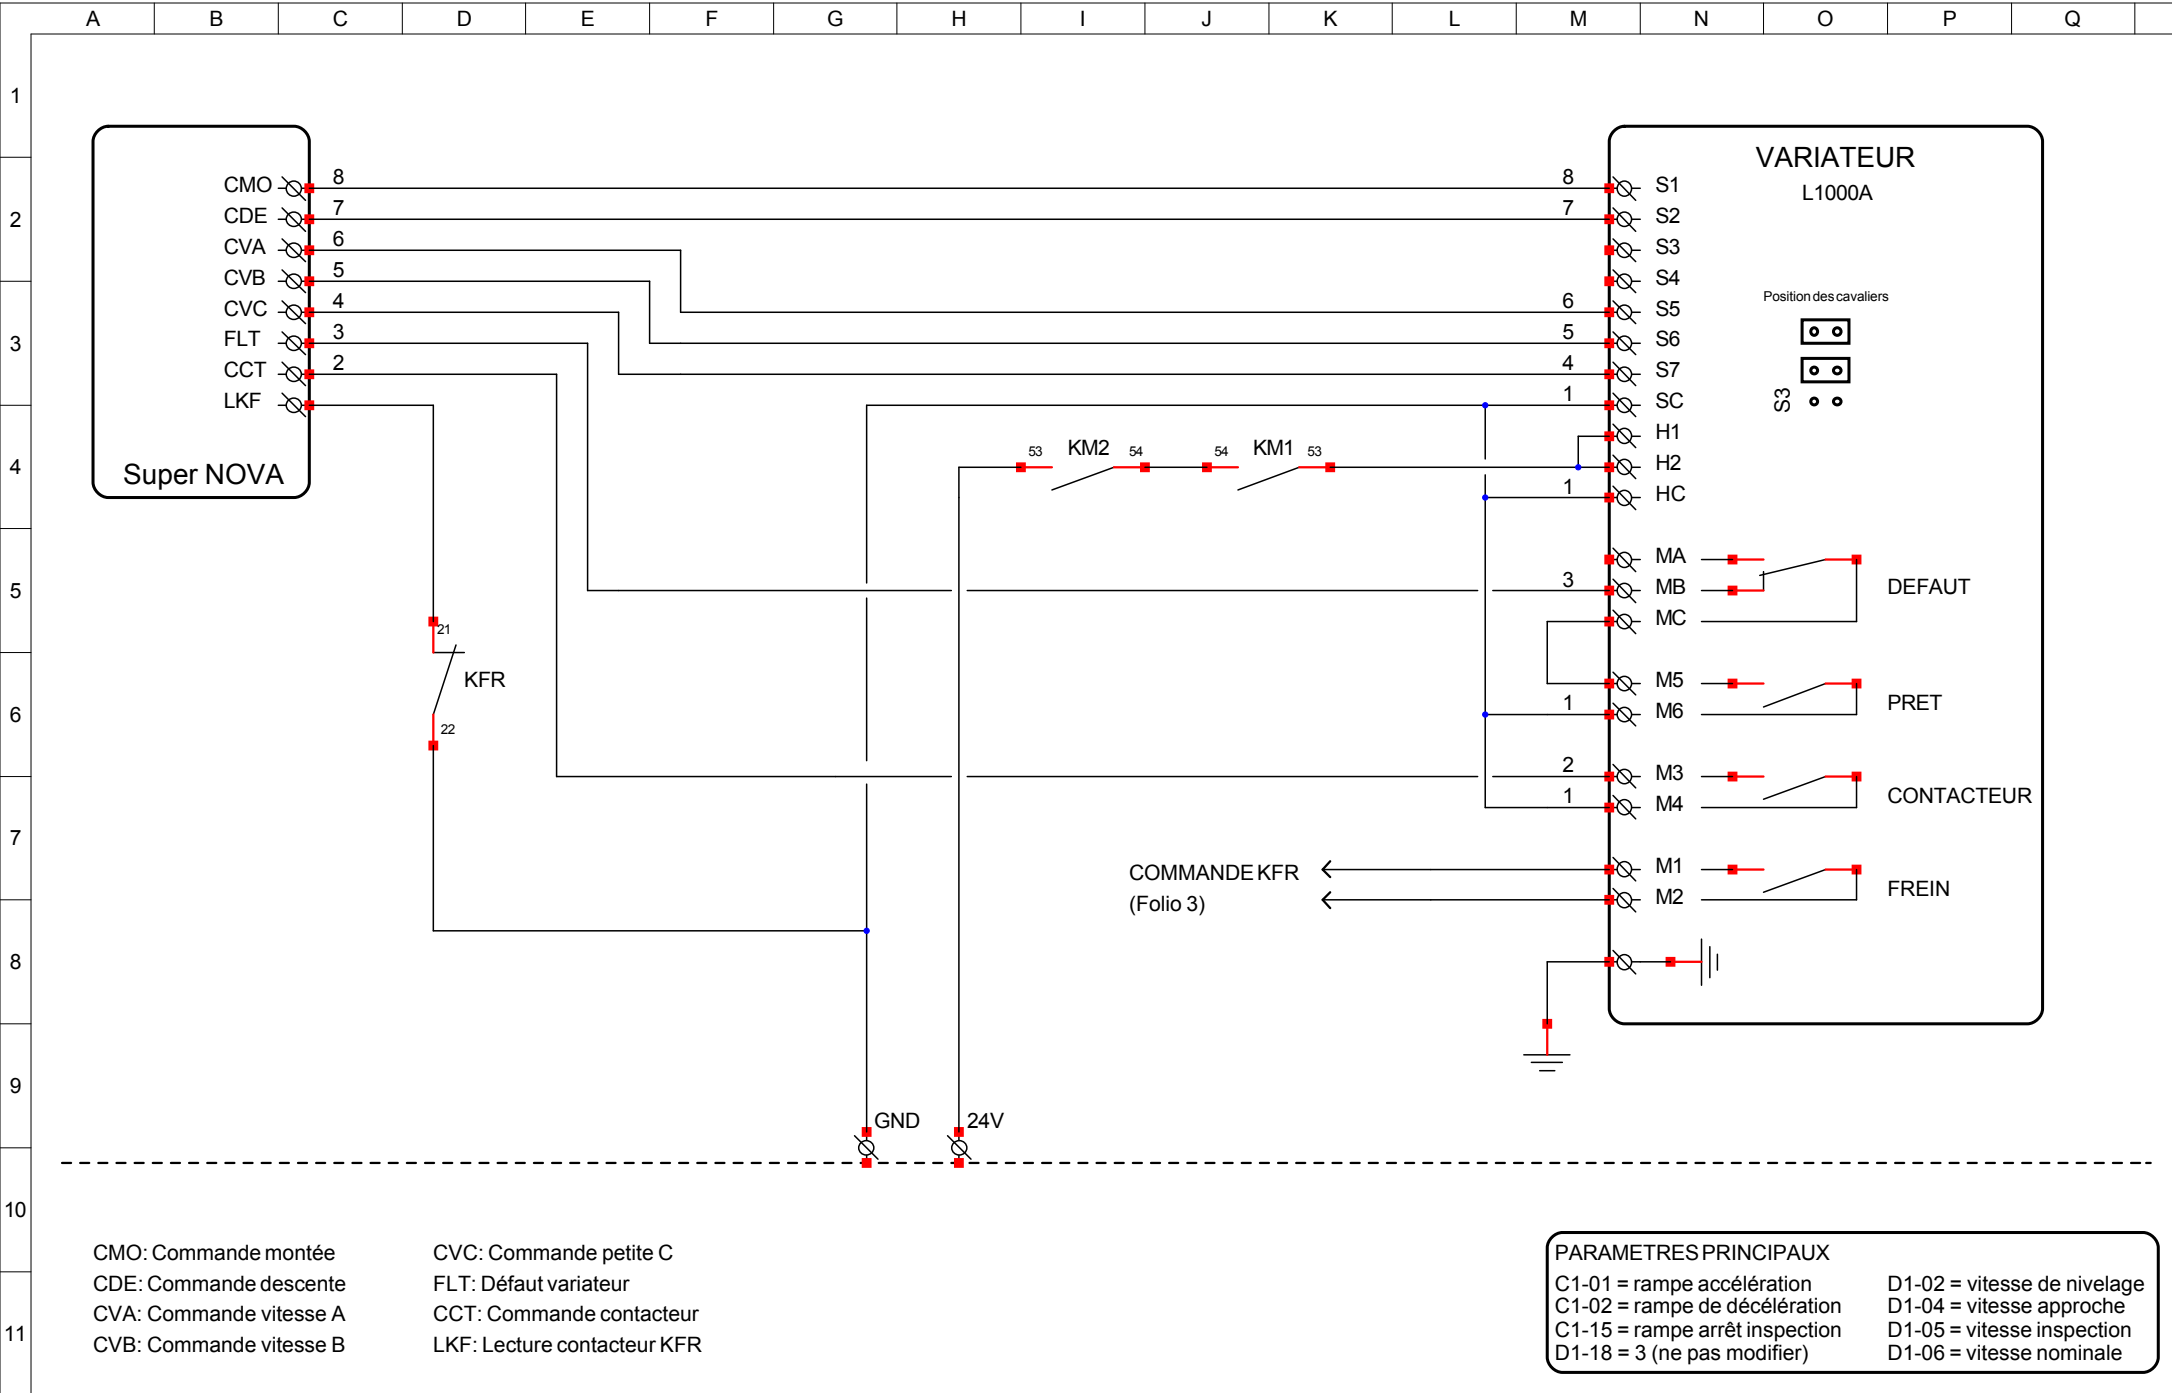 A B C D E F G H I J K L M N O P Q
1
2
3
4
5
6
7
8
9
10
11
CMO 8
CDE 7
CVA 6
CVB 5
CVC 4
FLT 3
CCT 2
LKF
Super NOVA
VARIATEUR
L1000A
8 S1
7 S2
S3
S4
6 S5
5 S6
4 S7
1 SC
H1
H2
1 HC
Position des cavaliers
S3
53 KM2 54 54 KM1 53
MA
3 MB
MC
DEFAUT
M5
1 M6
PRET
2 M3
1 M4
CONTACTEUR
M1
M2
FREIN
21
KFR
22
COMMANDE KFR
(Folio 3)
GND 24V
CMO: Commande montée
CDE: Commande descente
CVA: Commande vitesse A
CVB: Commande vitesse B
CVC: Commande petite C
FLT: Défaut variateur
CCT: Commande contacteur
LKF: Lecture contacteur KFR
PARAMETRES PRINCIPAUX
C1-01 = rampe accélération
C1-02 = rampe de décélération
C1-15 = rampe arrêt inspection
D1-18 = 3 (ne pas modifier)
D1-02 = vitesse de nivelage
D1-04 = vitesse approche
D1-05 = vitesse inspection
D1-06 = vitesse nominale